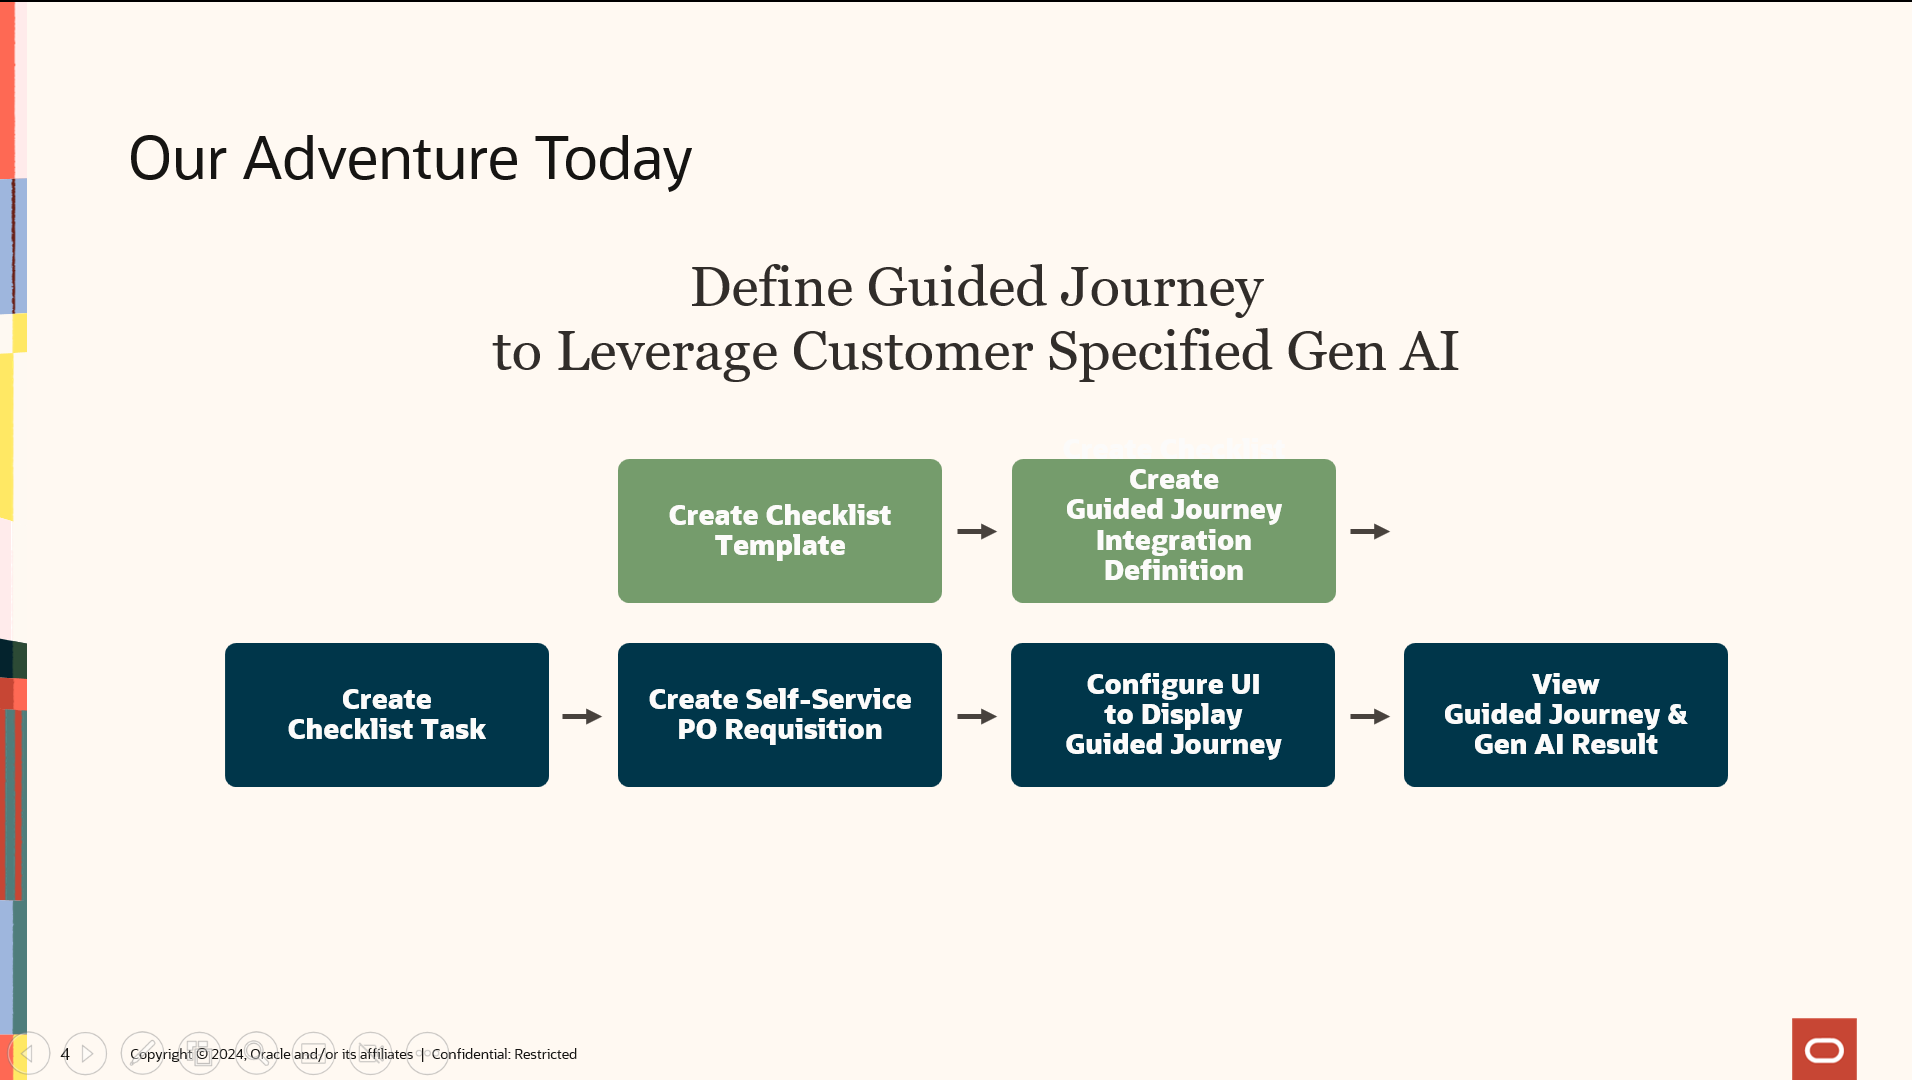 Our Adventure Today
Define Guided Journey
to Leverage Customer Specified Gen AI
Create Checklist
Template
Create
Guided Journey
Integration
Definition
Create
Checklist Task
Create Self-Service
PO Requisition
Configure UI
to Display
Guided Journey
View
Guided Journey &
Gen AI Result
4
Copyright © 2024, Oracle and/or its affiliates | Confidential: Restricted